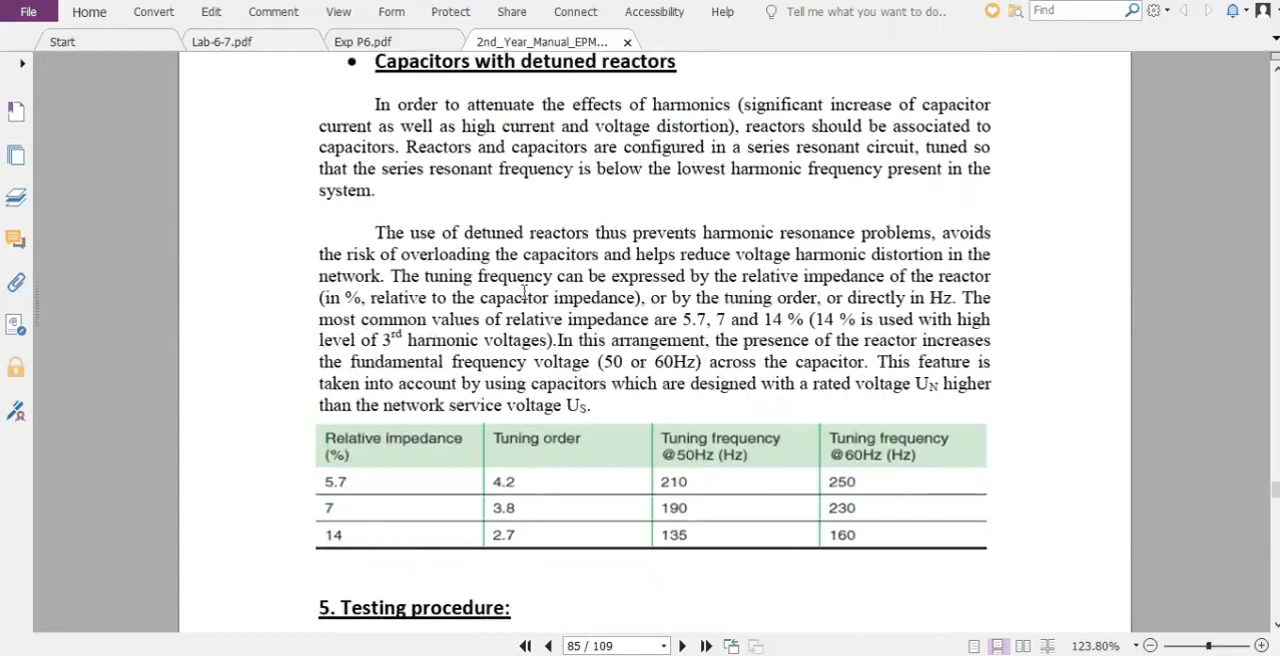 File Home Convert Edit Comment View Form Protect Share Connect Accessibility Help Tell me what you want to do.. Find
Start Lab-6-7.pdf Exp P6.pdf 2nd_Year_Manual_EPM... ×
• Capacitors with detuned reactors
In order to attenuate the effects of harmonics (significant increase of capacitor
current as well as high current and voltage distortion), reactors should be associated to
capacitors. Reactors and capacitors are configured in a series resonant circuit, tuned so
that the series resonant frequency is below the lowest harmonic frequency present in the
system.
The use of detuned reactors thus prevents harmonic resonance problems, avoids
the risk of overloading the capacitors and helps reduce voltage harmonic distortion in the
network. The tuning frequency can be expressed by the relative impedance of the reactor
(in %, relative to the capacitor impedance), or by the tuning order, or directly in Hz. The
most common values of relative impedance are 5.7, 7 and 14 % (14 % is used with high
level of 3rd harmonic voltages).In this arrangement, the presence of the reactor increases
the fundamental frequency voltage (50 or 60Hz) across the capacitor. This feature is
taken into account by using capacitors which are designed with a rated voltage UN higher
than the network service voltage US.
Relative impedance Tuning order Tuning frequency Tuning frequency
(%) @50Hz (Hz) @60Hz (Hz)
5.7 4.2 210 250
7 3.8 190 230
14 2.7 135 160
5. Testing procedure:
85 / 109 123.80%